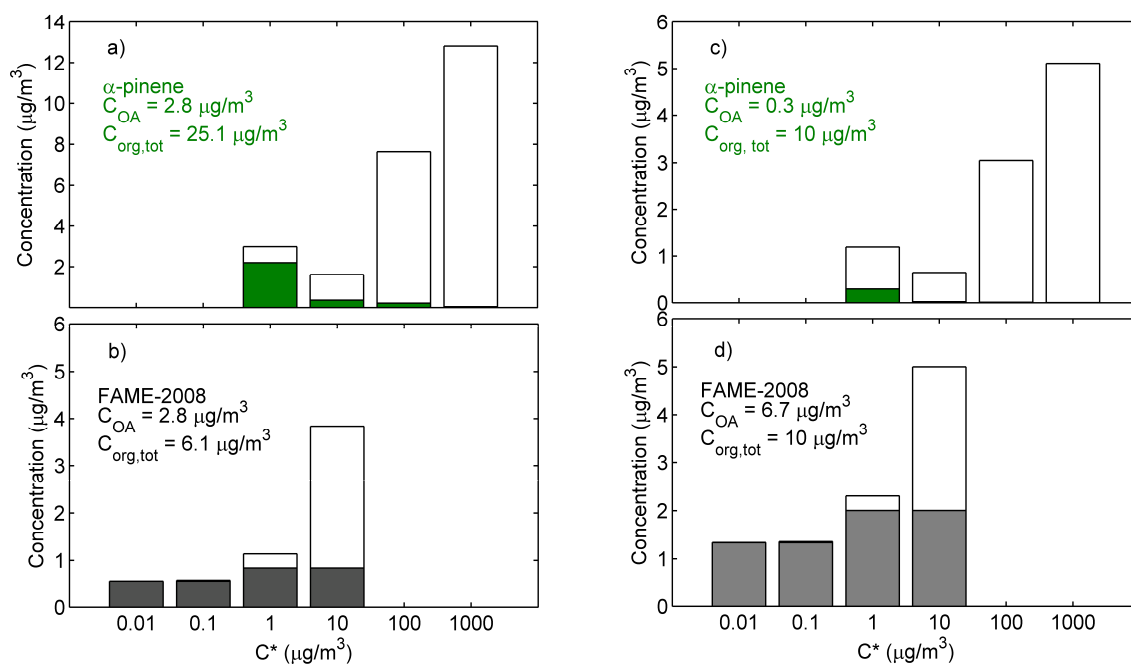 a)
α-pinene
C_OA = 2.8 μg/m³
C_org,tot = 25.1 μg/m³
Concentration (μg/m³)
14
12
10
8
6
4
2
b)
FAME-2008
C_OA = 2.8 μg/m³
C_org,tot = 6.1 μg/m³
Concentration (μg/m³)
6
5
4
3
2
1
0
0.01 0.1 1 10 100 1000
C* (μg/m³)
c)
α-pinene
C_OA = 0.3 μg/m³
C_org, tot = 10 μg/m³
Concentration (μg/m³)
6
5
4
3
2
1
0
d)
FAME-2008
C_OA = 6.7 μg/m³
C_org,tot = 10 μg/m³
Concentration (μg/m³)
6
5
4
3
2
1
0
0.01 0.1 1 10 100 1000
C* (μg/m³)